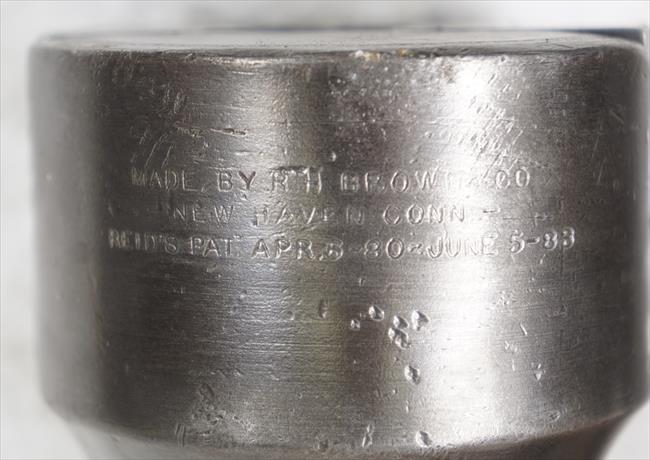 MADE BY R H BROWN & CO
NEW HAVEN CONN
REID'S PAT. APR. 6-80-JUNE 5-83